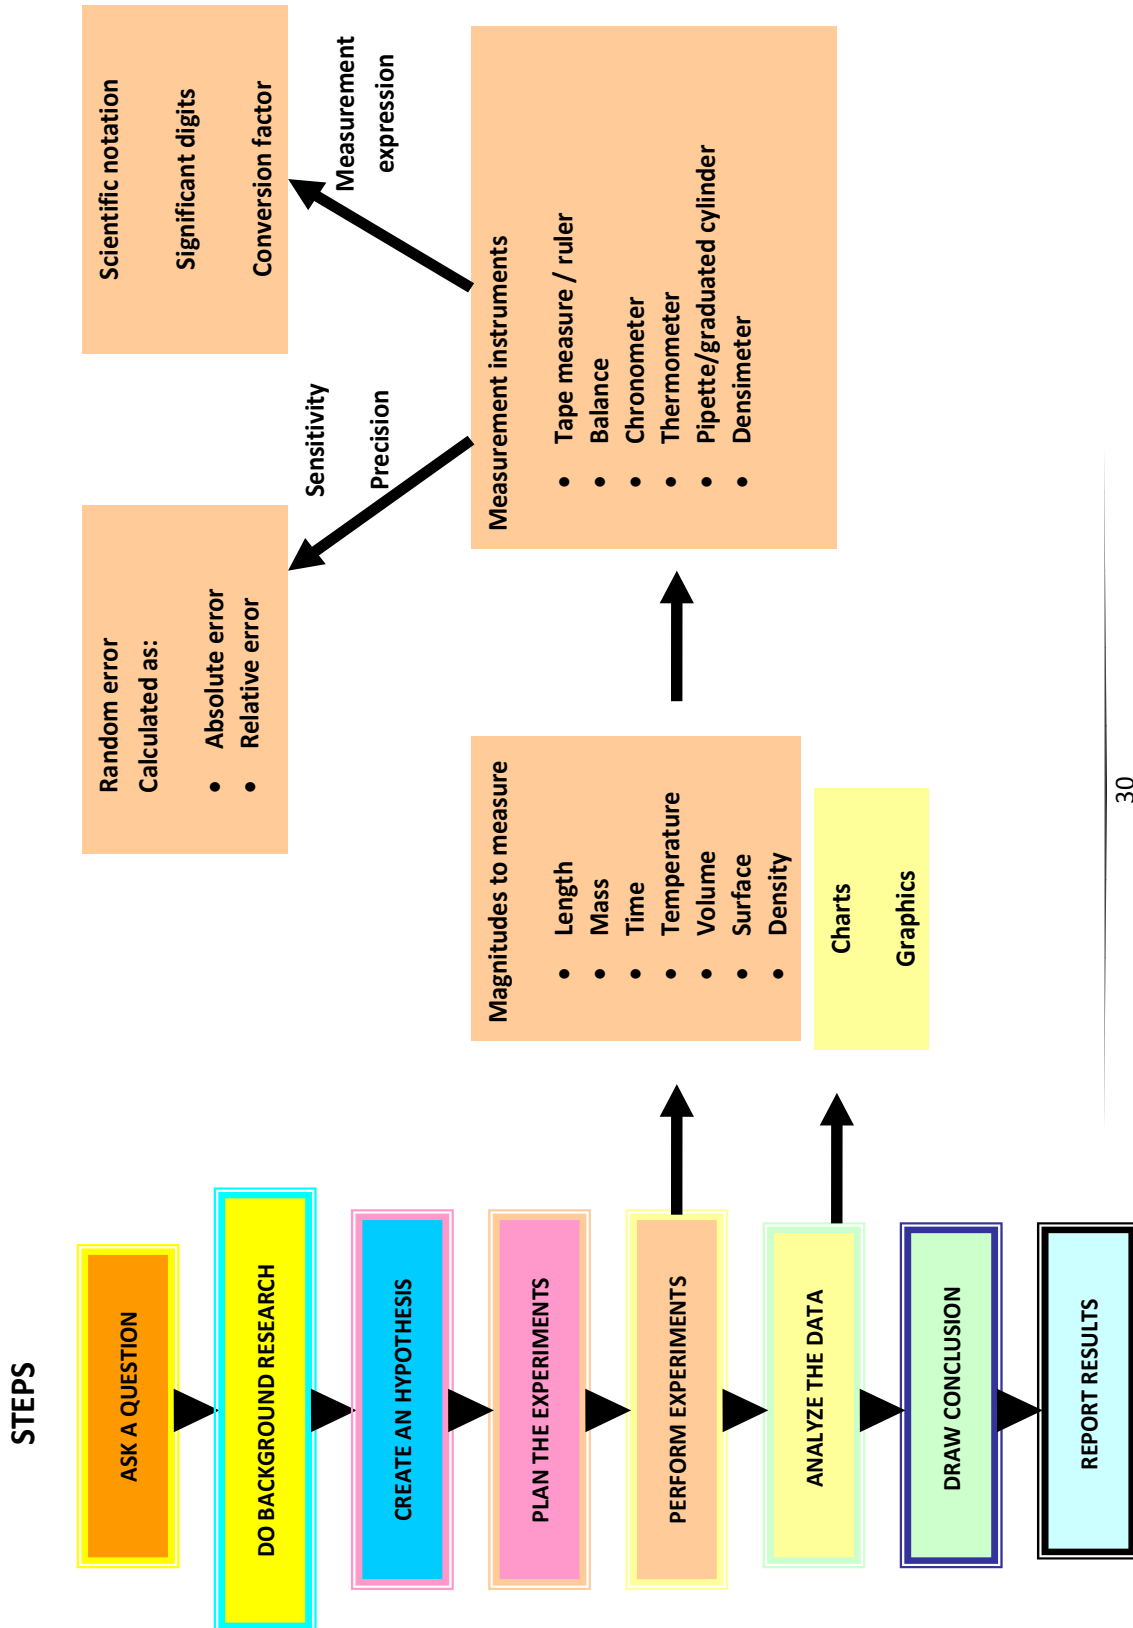 STEPS
ASK A QUESTION
DO BACKGROUND RESEARCH
CREATE AN HYPOTHESIS
PLAN THE EXPERIMENTS
PERFORM EXPERIMENTS
ANALYZE THE DATA
DRAW CONCLUSION
REPORT RESULTS
Magnitudes to measure
• Length
• Mass
• Time
• Temperature
• Volume
• Surface
• Density
Charts
Graphics
Random error
Calculated as:
• Absolute error
• Relative error
Sensitivity
Precision
Measurement instruments
• Tape measure / ruler
• Balance
• Chronometer
• Thermometer
• Pipette/graduated cylinder
• Densimeter
Measurement
expression
Scientific notation
Significant digits
Conversion factor
30